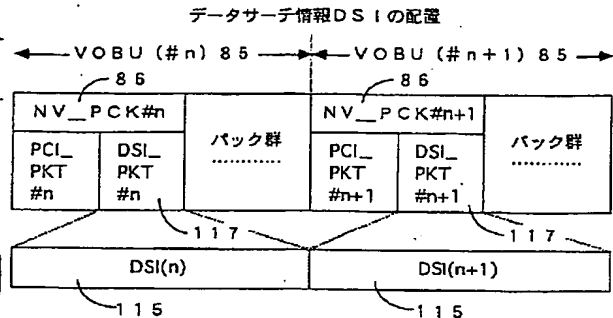 データサーチ情報DSIの配置
VOBU (#n) 85
VOBU (#n+1) 85
86
86
NV_PCK#n
パック群
NV_PCK#n+1
パック群
PCI_
PKT
#n
DSI_
PKT
#n
PCI_
PKT
#n+1
DSI_
PKT
#n+1
117
117
DSI(n)
DSI(n+1)
115
115